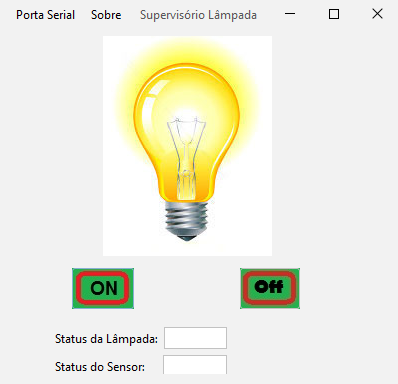 Porta Serial Sobre Supervisório Lâmpada
ON Off
Status da Lâmpada:
Status do Sensor: